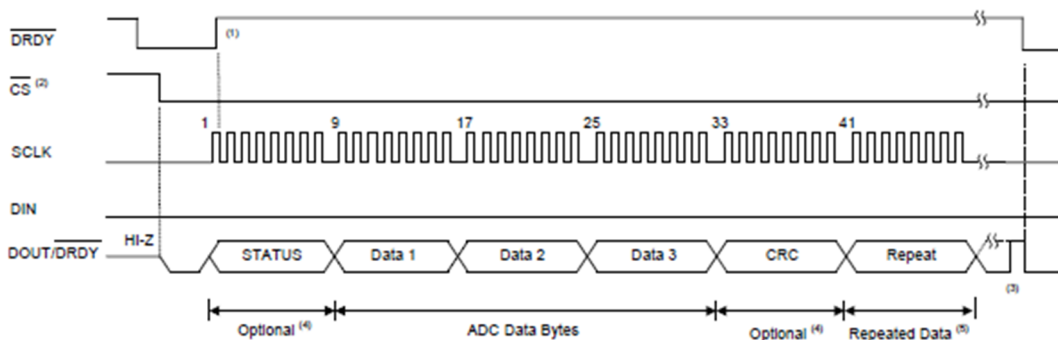 DRDY (1)
CS (2)
1 9 17 25 33 41
SCLK
DIN
DOUT/DRDY HI-Z STATUS Data 1 Data 2 Data 3 CRC Repeat
(3)
Optional (4) ADC Data Bytes Optional (4) Repeated Data (5)